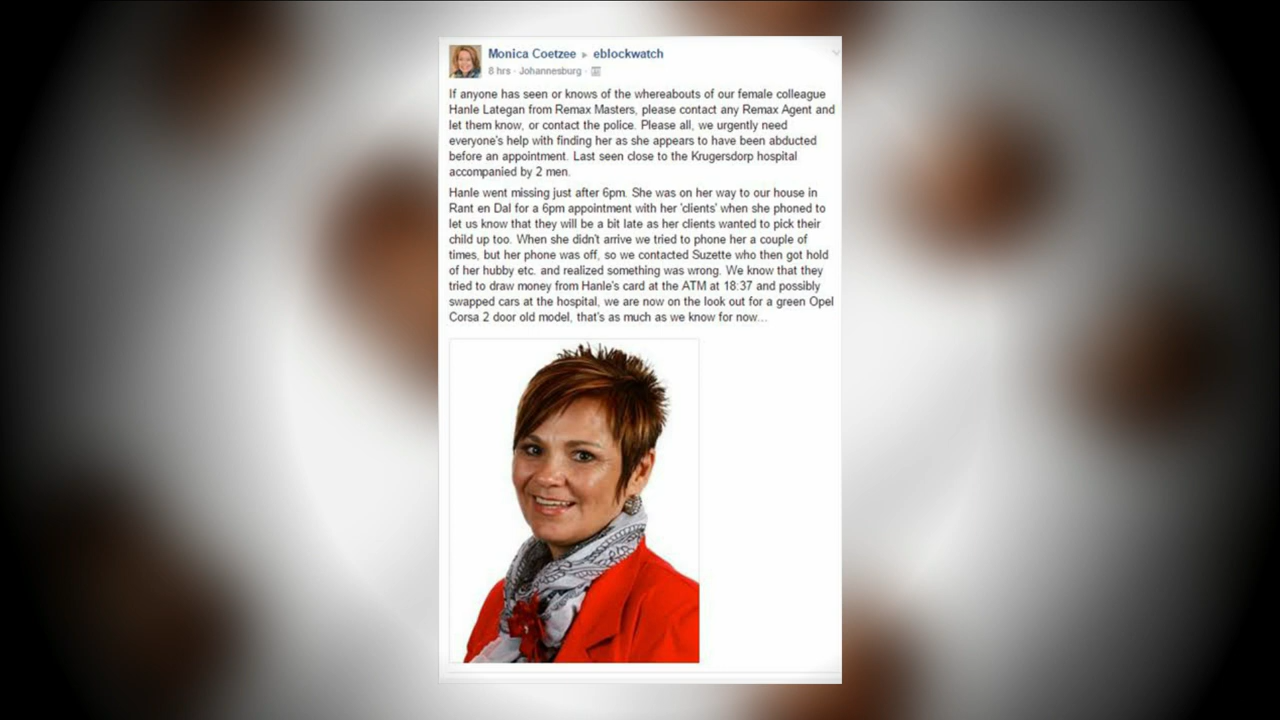 Monica Coetzee ▸ eblockwatch
8 hrs · Johannesburg ·
If anyone has seen or knows of the whereabouts of our female colleague
Hanle Lategan from Remax Masters, please contact any Remax Agent and
let them know, or contact the police. Please all, we urgently need
everyone's help with finding her as she appears to have been abducted
before an appointment. Last seen close to the Krugersdorp hospital
accompanied by 2 men.
Hanle went missing just after 6pm. She was on her way to our house in
Rant en Dal for a 6pm appointment with her 'clients' when she phoned to
let us know that they will be a bit late as her clients wanted to pick their
child up too. When she didn't arrive we tried to phone her a couple of
times, but her phone was off, so we contacted Suzette who then got hold
of her hubby etc. and realized something was wrong. We know that they
tried to draw money from Hanle's card at the ATM at 18:37 and possibly
swapped cars at the hospital, we are now on the look out for a green Opel
Corsa 2 door old model, that's as much as we know for now...